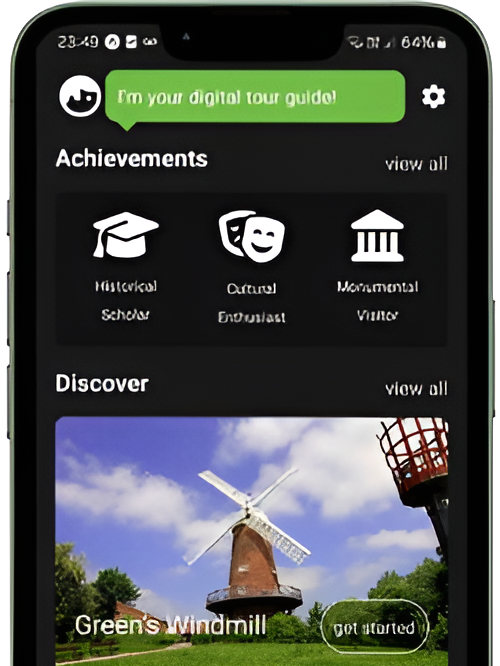 23:49 64%
I'm your digital tour guide!
Achievements
view all
Historical Cultural Monumental
Scholar Enthusiast Visitor
Discover
view all
Green's Windmill
get started